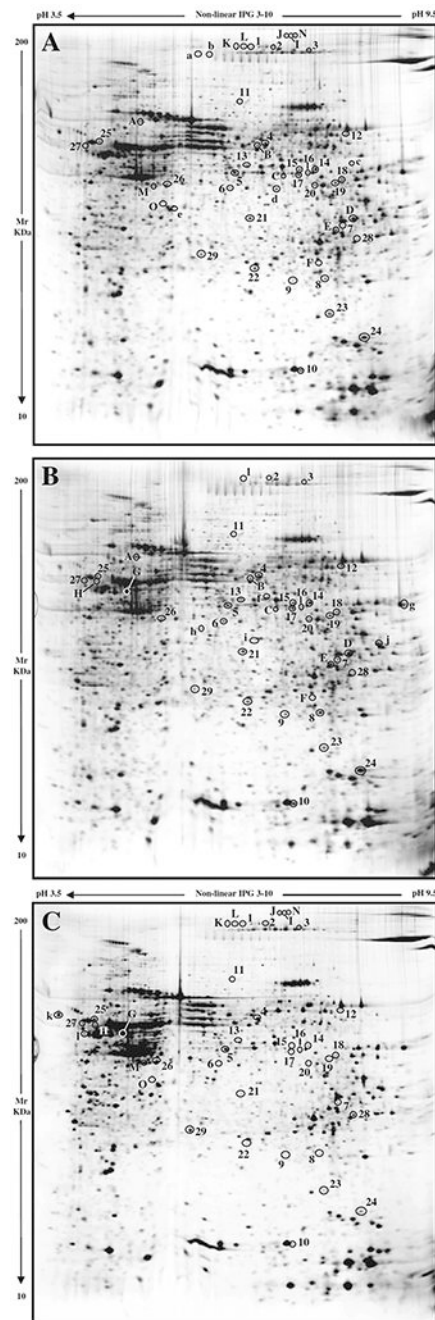 pH 3.5 Non-linear IPG 3-10 pH 9.5
200
A
K L 1 2 J N I 3
a b
11
A
27 25
4
B
12
13
15 16 14
c
M 26
6 5
C
17
d
20
18
19
O
e
21
D
E 7
28
29
22
F
8
9
23
24
10
Mr
KDa
10
B
200
1 2 3
11
A
G
27 25
H
4
B
12
13
f
15 16 14
18
g
26
6 5
C
17
20
19
h
i
21
j
D
E 7
28
29
22
F
8
9
23
24
10
Mr
KDa
10
pH 3.5 Non-linear IPG 3-10 pH 9.5
C
200
K L 1 2 J N I 3
11
k
27 25
G
4
12
13
15 16 14
M
26
6 5
17
20
19
18
O
21
7
28
29
22
9
8
23
24
10
Mr
KDa
10